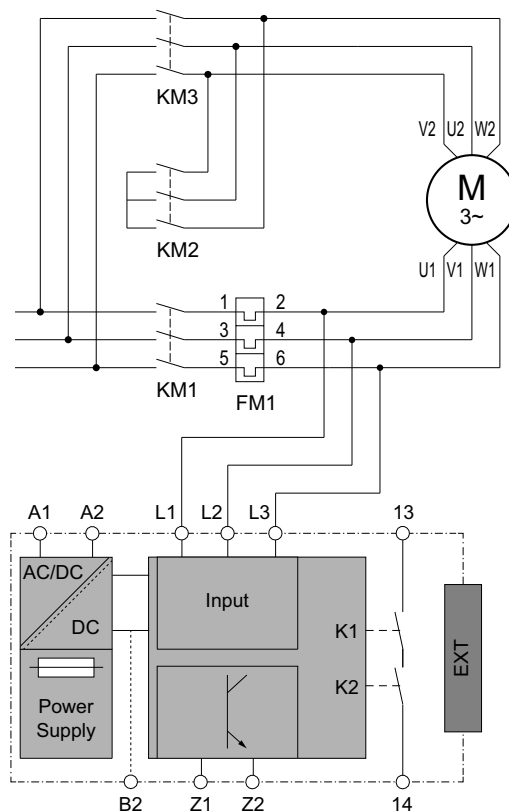 KM3
V2 U2 W2
M
3~
KM2
U1 V1 W1
1 2
3 4
5 6
KM1 FM1
A1 A2 L1 L2 L3 13
AC/DC
DC
Input
K1
EXT
K2
Power
Supply
B2 Z1 Z2 14